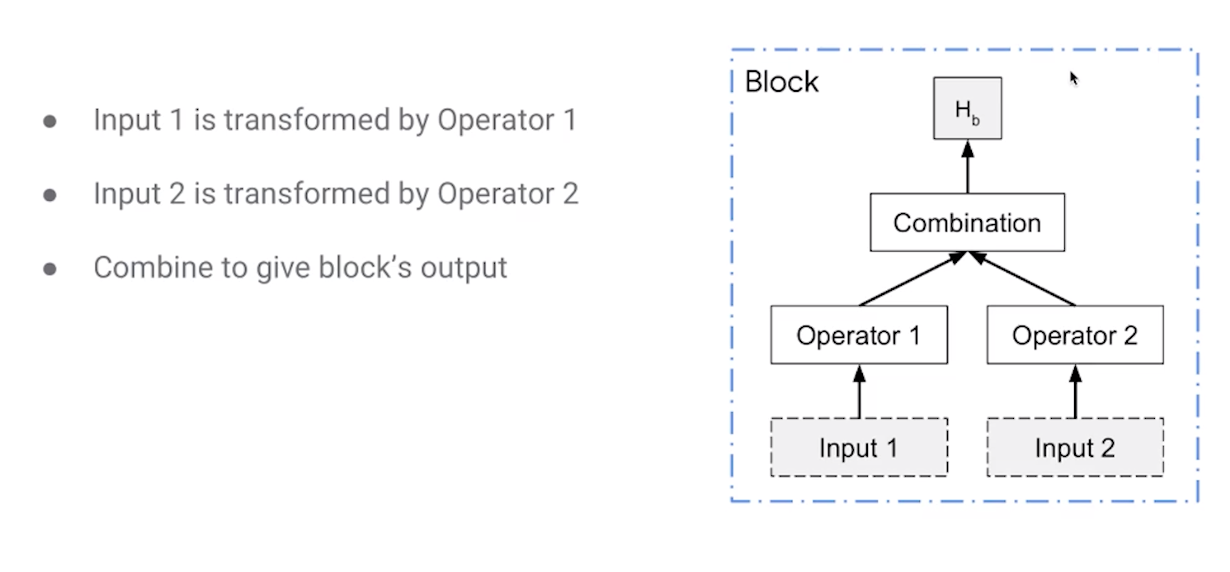 ● Input 1 is transformed by Operator 1
● Input 2 is transformed by Operator 2
● Combine to give block’s output
Block
H_b
Combination
Operator 1 Operator 2
Input 1 Input 2